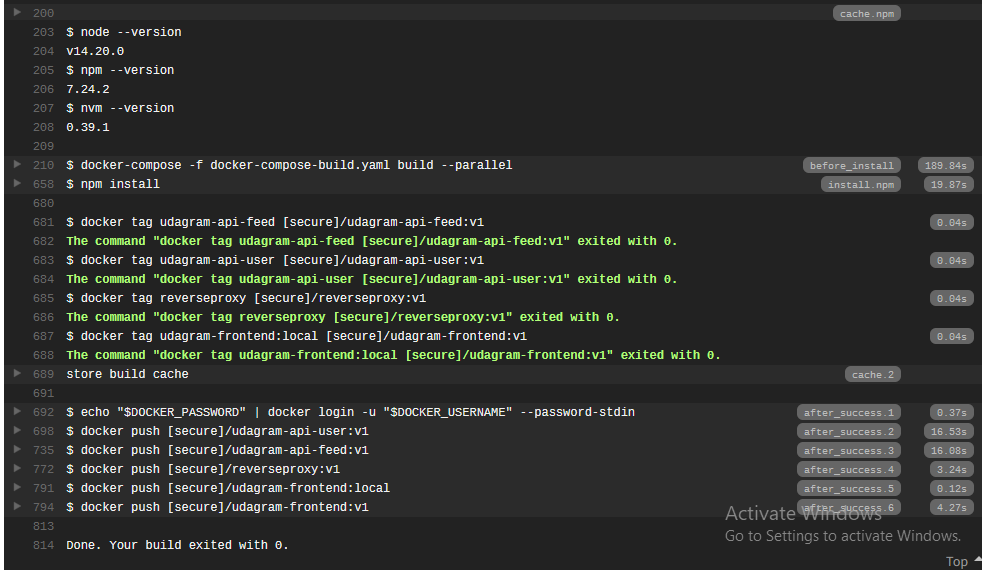 200 cache.npm
203 $ node --version
204 v14.20.0
205 $ npm --version
206 7.24.2
207 $ nvm --version
208 0.39.1
209
210 $ docker-compose -f docker-compose-build.yaml build --parallel before_install 189.84s
658 $ npm install install.npm 19.87s
680
681 $ docker tag udagram-api-feed [secure]/udagram-api-feed:v1 0.04s
682 The command "docker tag udagram-api-feed [secure]/udagram-api-feed:v1" exited with 0.
683 $ docker tag udagram-api-user [secure]/udagram-api-user:v1 0.04s
684 The command "docker tag udagram-api-user [secure]/udagram-api-user:v1" exited with 0.
685 $ docker tag reverseproxy [secure]/reverseproxy:v1 0.04s
686 The command "docker tag reverseproxy [secure]/reverseproxy:v1" exited with 0.
687 $ docker tag udagram-frontend:local [secure]/udagram-frontend:v1 0.04s
688 The command "docker tag udagram-frontend:local [secure]/udagram-frontend:v1" exited with 0.
689 store build cache cache.2
691
692 $ echo "$DOCKER_PASSWORD" | docker login -u "$DOCKER_USERNAME" --password-stdin after_success.1 0.37s
698 $ docker push [secure]/udagram-api-user:v1 after_success.2 16.53s
735 $ docker push [secure]/udagram-api-feed:v1 after_success.3 16.08s
772 $ docker push [secure]/reverseproxy:v1 after_success.4 3.24s
791 $ docker push [secure]/udagram-frontend:local after_success.5 0.12s
794 $ docker push [secure]/udagram-frontend:v1 after_success.6 4.27s
Activate Windows
813
Go to Settings to activate Windows.
814 Done. Your build exited with 0.
Top